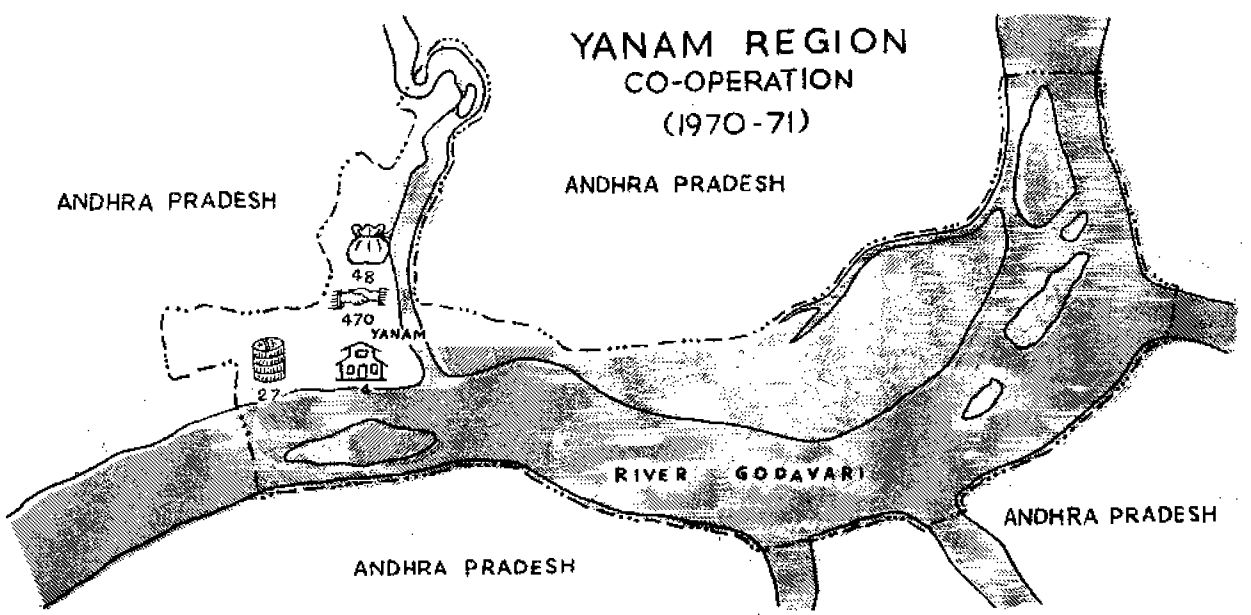 YANAM REGION
CO-OPERATION
(1970-71)
ANDHRA PRADESH
ANDHRA PRADESH
48
470
YANAM
27
4
RIVER GODAVARI
ANDHRA PRADESH
ANDHRA PRADESH